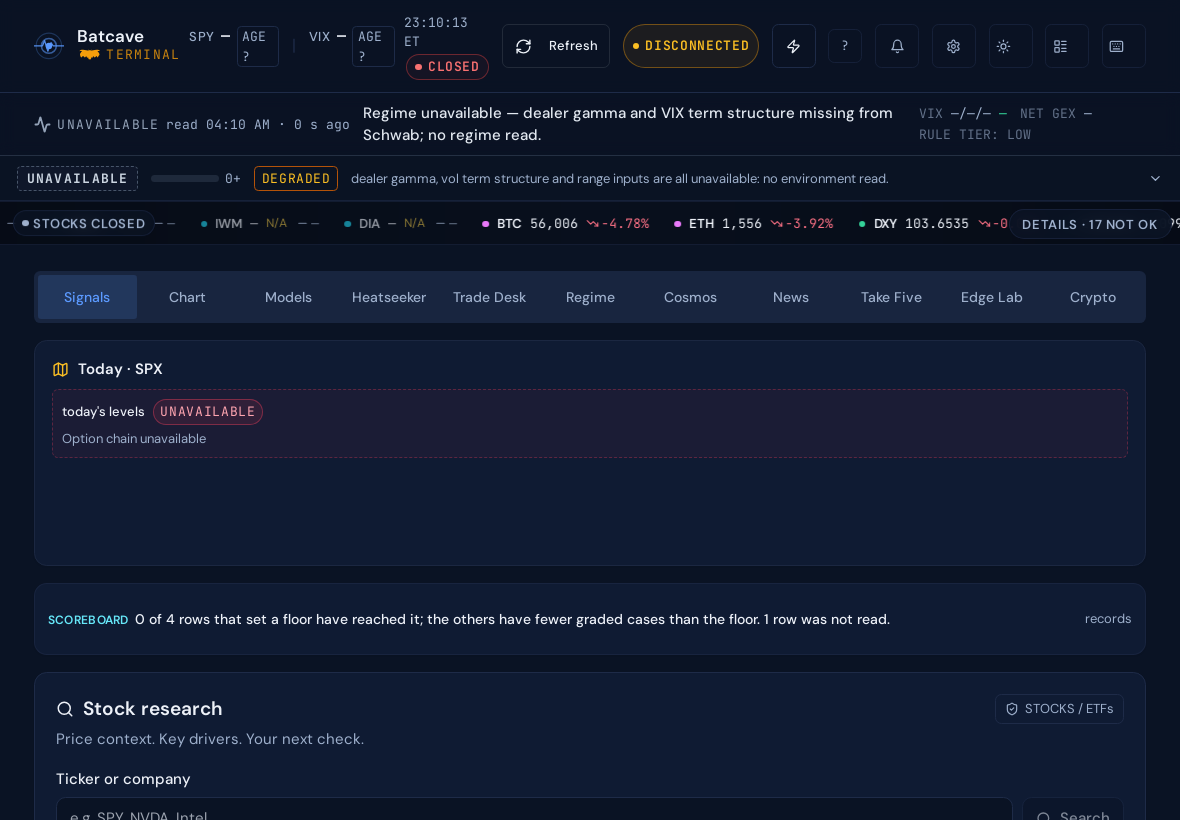 Batcave
TERMINAL
SPY — AGE ?
VIX — AGE ?
23:10:13 ET
CLOSED
Refresh
DISCONNECTED
?
UNAVAILABLE read 04:10 AM · 0 s ago
Regime unavailable — dealer gamma and VIX term structure missing from
Schwab; no regime read.
VIX —/—/— — NET GEX —
RULE TIER: LOW
UNAVAILABLE 0+ DEGRADED dealer gamma, vol term structure and range inputs are all unavailable: no environment read.
STOCKS CLOSED — — IWM — N/A — — DIA — N/A — — BTC 56,006 -4.78% ETH 1,556 -3.92% DXY 103.6535 -0 DETAILS · 17 NOT OK
Signals Chart Models Heatseeker Trade Desk Regime Cosmos News Take Five Edge Lab Crypto
Today · SPX
today's levels UNAVAILABLE
Option chain unavailable
SCOREBOARD 0 of 4 rows that set a floor have reached it; the others have fewer graded cases than the floor. 1 row was not read. records
Stock research
STOCKS / ETFs
Price context. Key drivers. Your next check.
Ticker or company
e.g. SPY, NVDA, Intel
Search